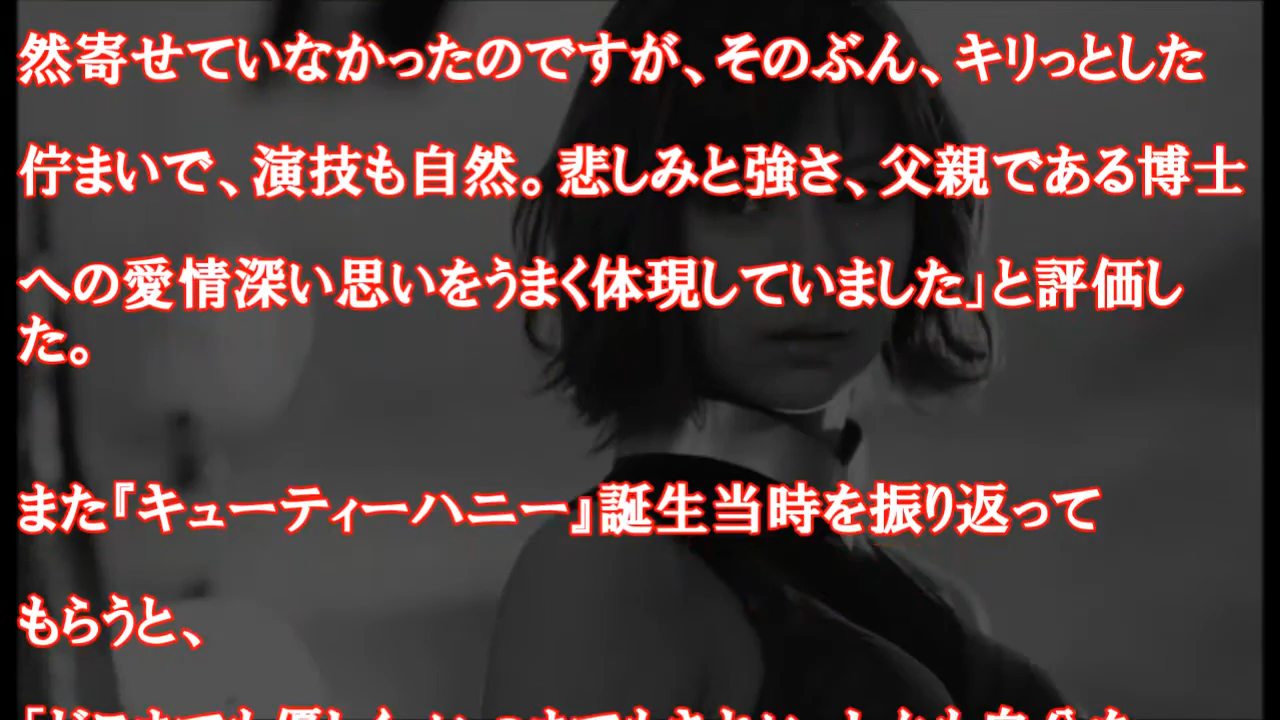 然寄せていなかったのですが、そのぶん、キリっとした
佇まいで、演技も自然。悲しみと強さ、父親である博士
への愛情深い思いをうまく体現していました」と評価し
た。
また『キューティーハニー』誕生当時を振り返って
もらうと、